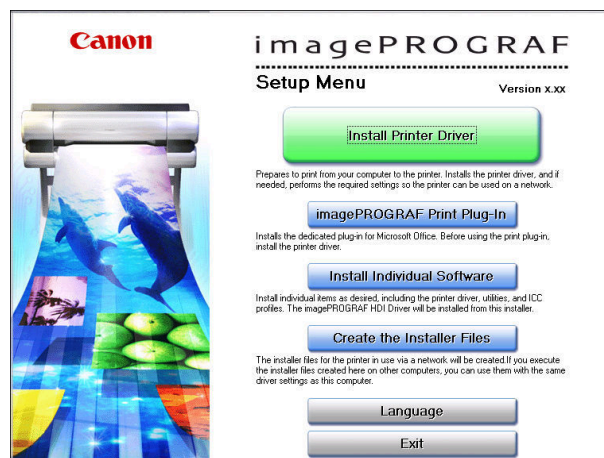 Canon
imagePROGRAF
Setup Menu
Version x.xx
Install Printer Driver
Prepares to print from your computer to the printer. Installs the printer driver, and if
needed, performs the required settings so the printer can be used on a network.
imagePROGRAF Print Plug-In
Installs the dedicated plug-in for Microsoft Office. Before using the print plug-in,
install the printer driver.
Install Individual Software
Install individual items as desired, including the printer driver, utilities, and ICC
profiles. The imagePROGRAF HDI Driver will be installed from this installer.
Create the Installer Files
The installer files for the printer in use via a network will be created.If you execute
the installer files created here on other computers, you can use them with the same
driver settings as this computer.
Language
Exit